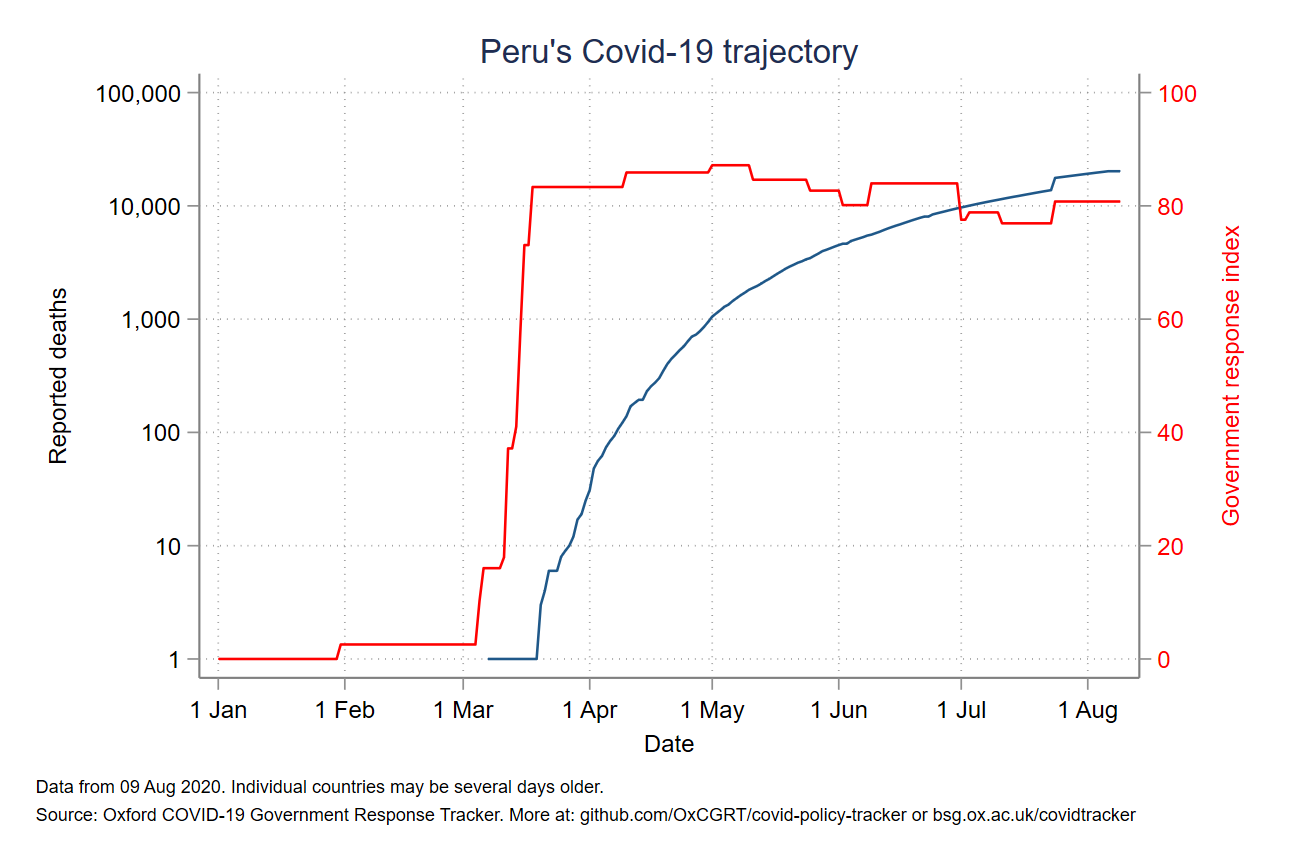 Peru's Covid-19 trajectory
100,000
10,000
1,000
100
10
1
Reported deaths
100
80
60
40
20
0
Government response index
1 Jan 1 Feb 1 Mar 1 Apr 1 May 1 Jun 1 Jul 1 Aug
Date
Data from 09 Aug 2020. Individual countries may be several days older.
Source: Oxford COVID-19 Government Response Tracker. More at: github.com/OxCGRT/covid-policy-tracker or bsg.ox.ac.uk/covidtracker